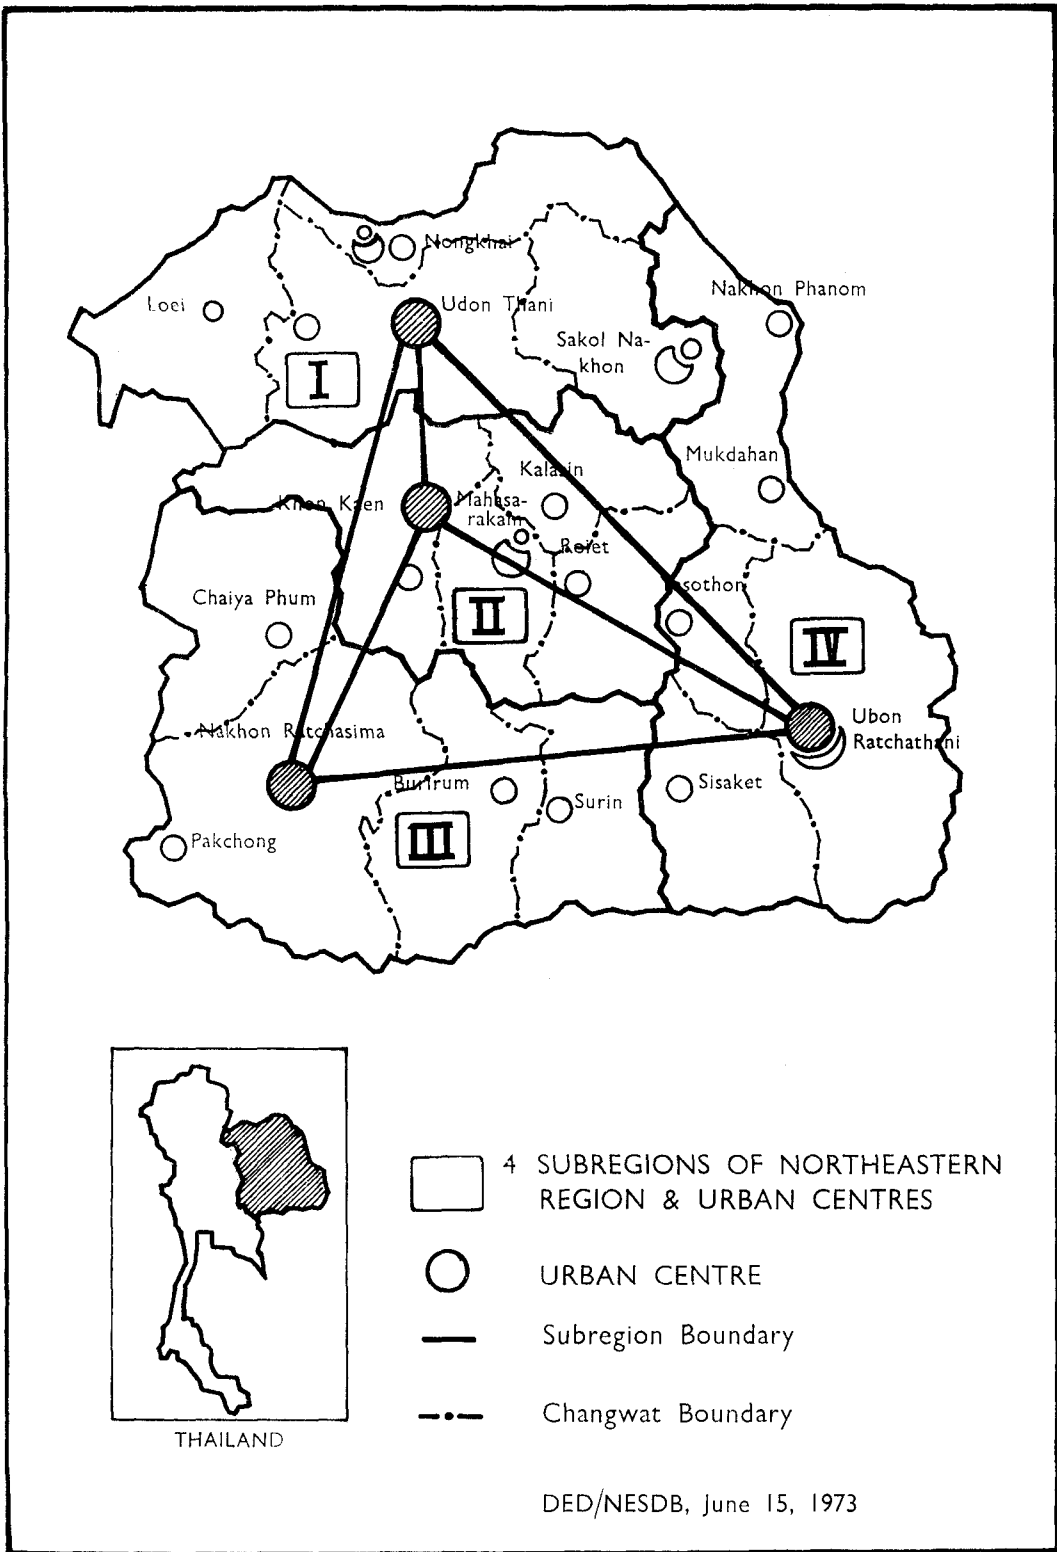 Nongkhai
Loei
Udon Thani
Nakhon Phanom
Sakol Na-
khon
I
Mukdahan
Kalasin
Khon Kaen
Mahasa-
rakam
Roiet
Chaiya Phum
II
IV
Nakhon Ratchasima
Ubon
Ratchathani
Burirum
Sisaket
Surin
III
Pakchong
4 SUBREGIONS OF NORTHEASTERN
REGION & URBAN CENTRES
URBAN CENTRE
Subregion Boundary
Changwat Boundary
THAILAND
DED/NESDB, June 15, 1973